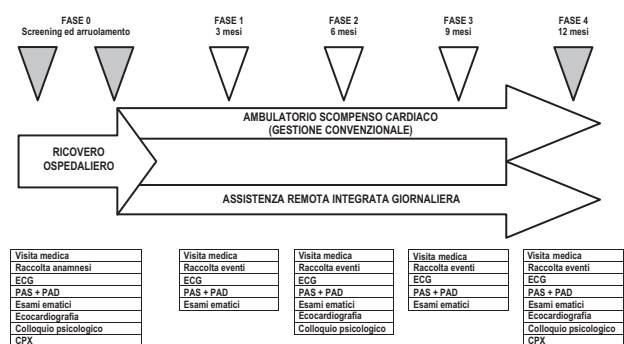 FASE 0
Screening ed arruolamento
FASE 1
3 mesi
FASE 2
6 mesi
FASE 3
9 mesi
FASE 4
12 mesi
AMBULATORIO SCOMPENSO CARDIACO
(GESTIONE CONVENZIONALE)
RICOVERO
OSPEDALIERO
ASSISTENZA REMOTA INTEGRATA GIORNALIERA
Visita medica
Raccolta anamnesi
ECG
PAS + PAD
Esami ematici
Ecocardiografia
Colloquio psicologico
CPX
Visita medica
Raccolta eventi
ECG
PAS + PAD
Esami ematici
Visita medica
Raccolta eventi
ECG
PAS + PAD
Esami ematici
Ecocardiografia
Colloquio psicologico
Visita medica
Raccolta eventi
ECG
PAS + PAD
Esami ematici
Visita medica
Raccolta eventi
ECG
PAS + PAD
Esami ematici
Ecocardiografia
Colloquio psicologico
CPX